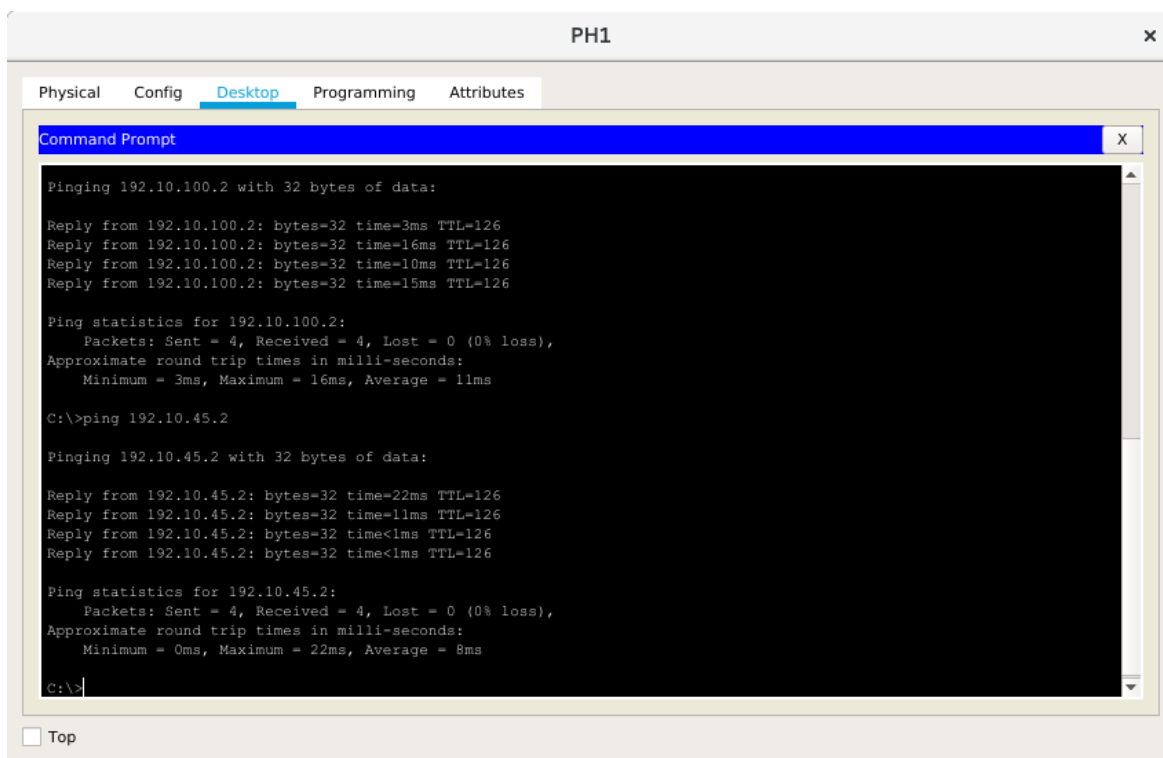 PH1 ×
Physical Config Desktop Programming Attributes
Command Prompt X
Pinging 192.10.100.2 with 32 bytes of data:
Reply from 192.10.100.2: bytes=32 time=3ms TTL=126
Reply from 192.10.100.2: bytes=32 time=16ms TTL=126
Reply from 192.10.100.2: bytes=32 time=10ms TTL=126
Reply from 192.10.100.2: bytes=32 time=15ms TTL=126
Ping statistics for 192.10.100.2:
Packets: Sent = 4, Received = 4, Lost = 0 (0% loss),
Approximate round trip times in milli-seconds:
Minimum = 3ms, Maximum = 16ms, Average = 11ms
C:\>ping 192.10.45.2
Pinging 192.10.45.2 with 32 bytes of data:
Reply from 192.10.45.2: bytes=32 time=22ms TTL=126
Reply from 192.10.45.2: bytes=32 time=11ms TTL=126
Reply from 192.10.45.2: bytes=32 time<1ms TTL=126
Reply from 192.10.45.2: bytes=32 time<1ms TTL=126
Ping statistics for 192.10.45.2:
Packets: Sent = 4, Received = 4, Lost = 0 (0% loss),
Approximate round trip times in milli-seconds:
Minimum = 0ms, Maximum = 22ms, Average = 8ms
C:\>
Top